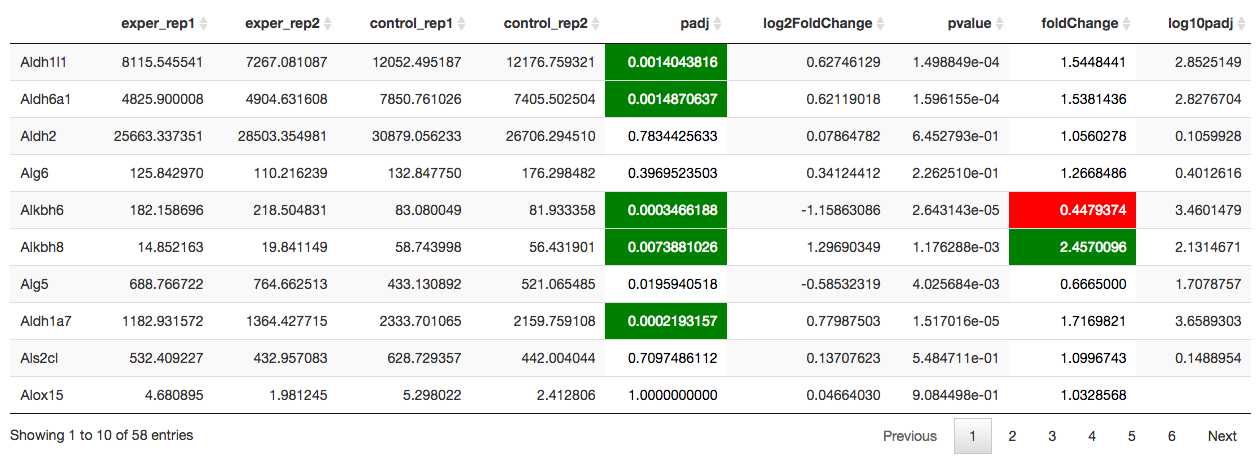 exper_rep1 exper_rep2 control_rep1 control_rep2 padj log2FoldChange pvalue foldChange log10padj
Aldh1l1 8115.545541 7267.081087 12052.495187 12176.759321 0.0014043816 0.62746129 1.498849e-04 1.5448441 2.8525149
Aldh6a1 4825.900008 4904.631608 7850.761026 7405.502504 0.0014870637 0.62119018 1.596155e-04 1.5381436 2.8276704
Aldh2 25663.337351 28503.354981 30879.056233 26706.294510 0.7834425633 0.07864782 6.452793e-01 1.0560278 0.1059928
Alg6 125.842970 110.216239 132.847750 176.298482 0.3969523503 0.34124412 2.262510e-01 1.2668486 0.4012616
Alkbh6 182.158696 218.504831 83.080049 81.933358 0.0003466188 -1.15863086 2.643143e-05 0.4479374 3.4601479
Alkbh8 14.852163 19.841149 58.743998 56.431901 0.0073881026 1.29690349 1.176288e-03 2.4570096 2.1314671
Alg5 688.766722 764.662513 433.130892 521.065485 0.0195940518 -0.58532319 4.025684e-03 0.6665000 1.7078757
Aldh1a7 1182.931572 1364.427715 2333.701065 2159.759108 0.0002193157 0.77987503 1.517016e-05 1.7169821 3.6589303
Als2cl 532.409227 432.957083 628.729357 442.004044 0.7097486112 0.13707623 5.484711e-01 1.0996743 0.1488954
Alox15 4.680895 1.981245 5.298022 2.412806 1.0000000000 0.04664030 9.084498e-01 1.0328568
Showing 1 to 10 of 58 entries Previous 1 2 3 4 5 6 Next